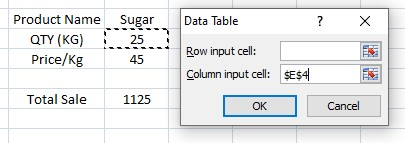 Product Name Sugar
QTY (KG) 25
Price/Kg 45
Total Sale 1125
Data Table ? ×
Row input cell:
Column input cell: $E$4
OK Cancel